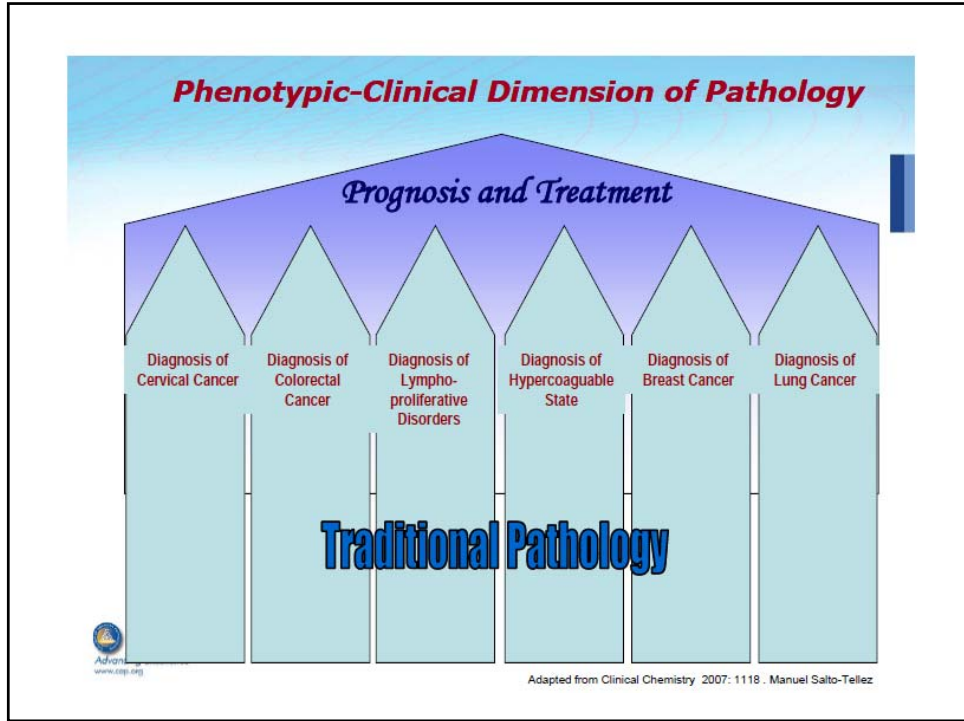 Phenotypic-Clinical Dimension of Pathology
Prognosis and Treatment
Diagnosis of
Cervical Cancer
Diagnosis of
Colorectal
Cancer
Diagnosis of
Lympho-
proliferative
Disorders
Diagnosis of
Hypercoaguable
State
Diagnosis of
Breast Cancer
Diagnosis of
Lung Cancer
Traditional Pathology
www.cap.org
Adapted from Clinical Chemistry 2007: 1118 . Manuel Salto-Tellez